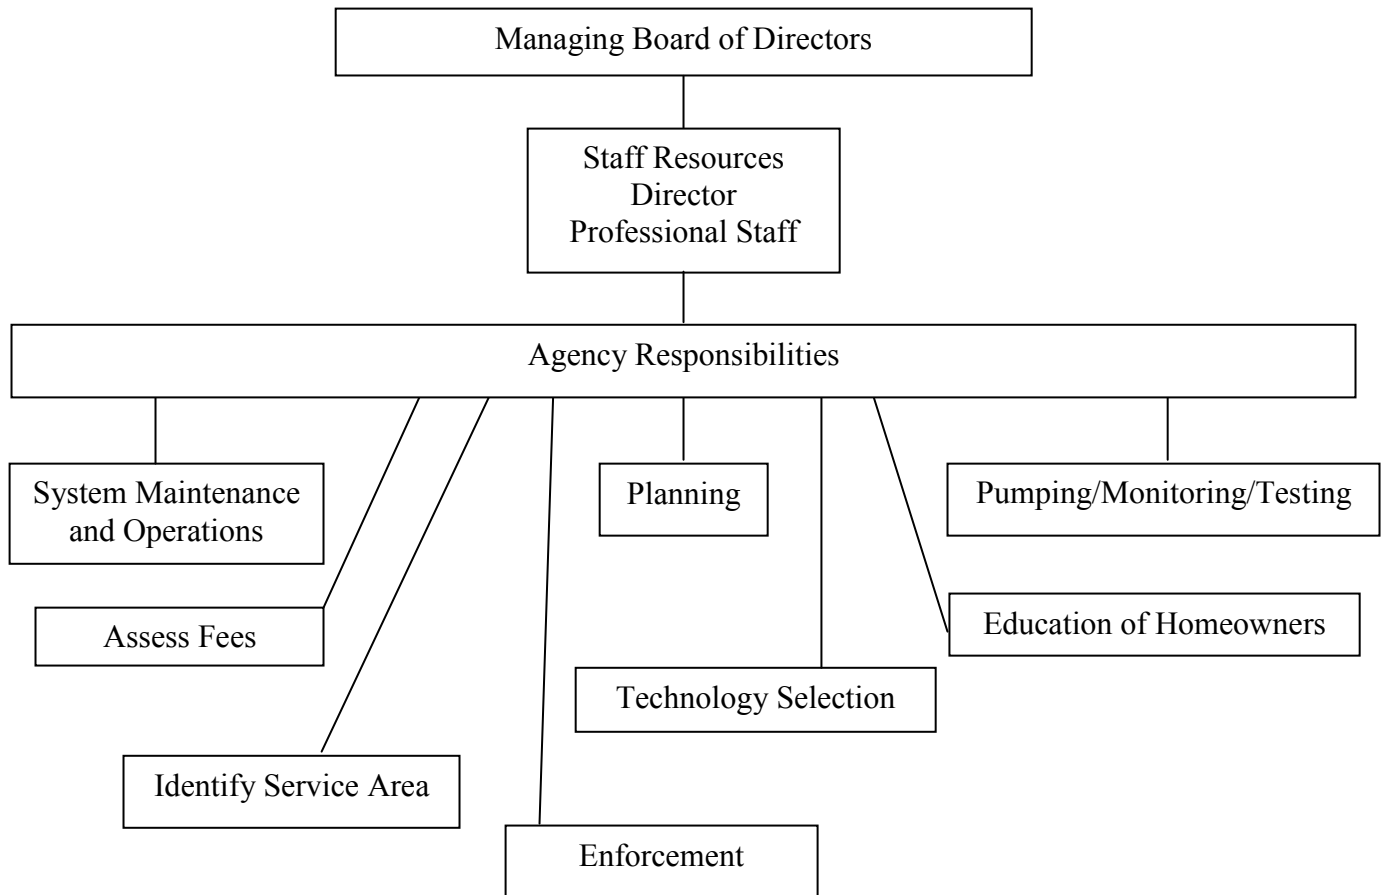 Managing Board of Directors
Staff Resources
Director
Professional Staff
Agency Responsibilities
System Maintenance
and Operations
Planning
Pumping/Monitoring/Testing
Assess Fees
Education of Homeowners
Technology Selection
Identify Service Area
Enforcement